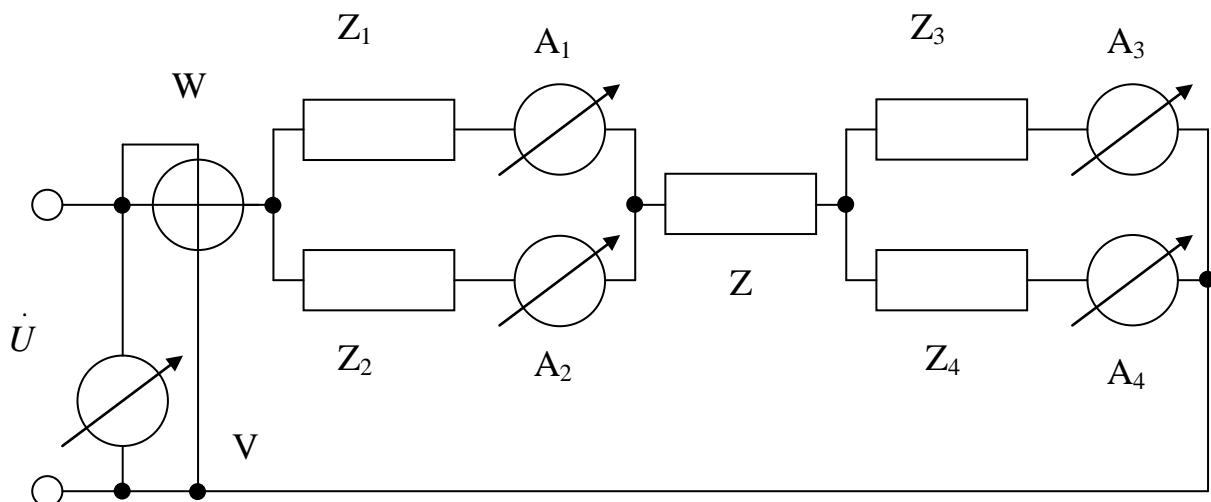 Z₁ A₁ Z₃ A₃
W
Z
U̇
Z₂ A₂ Z₄ A₄
V